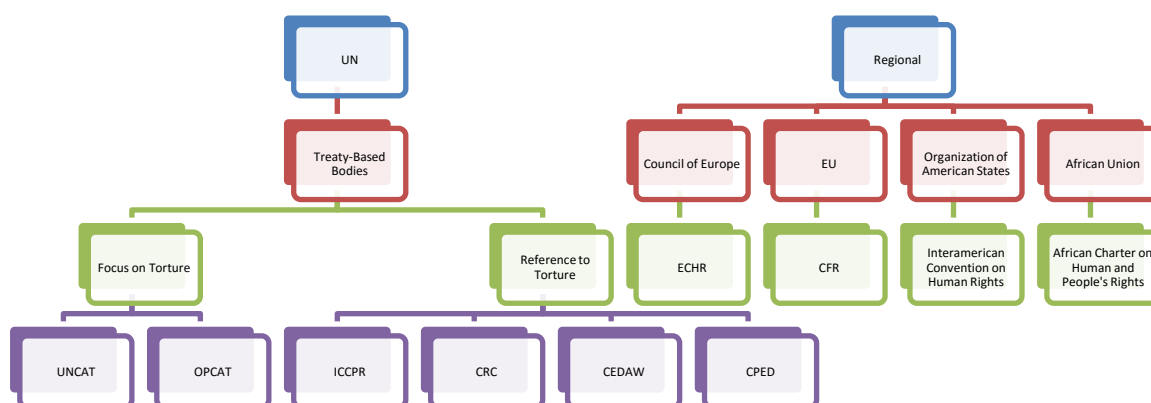 UN
Regional
Treaty-Based
Bodies
Council of Europe
EU
Organization of
American States
African Union
Focus on Torture
Reference to
Torture
ECHR
CFR
Interamerican
Convention on
Human Rights
African Charter on
Human and
People's Rights
UNCAT
OPCAT
ICCPR
CRC
CEDAW
CPED